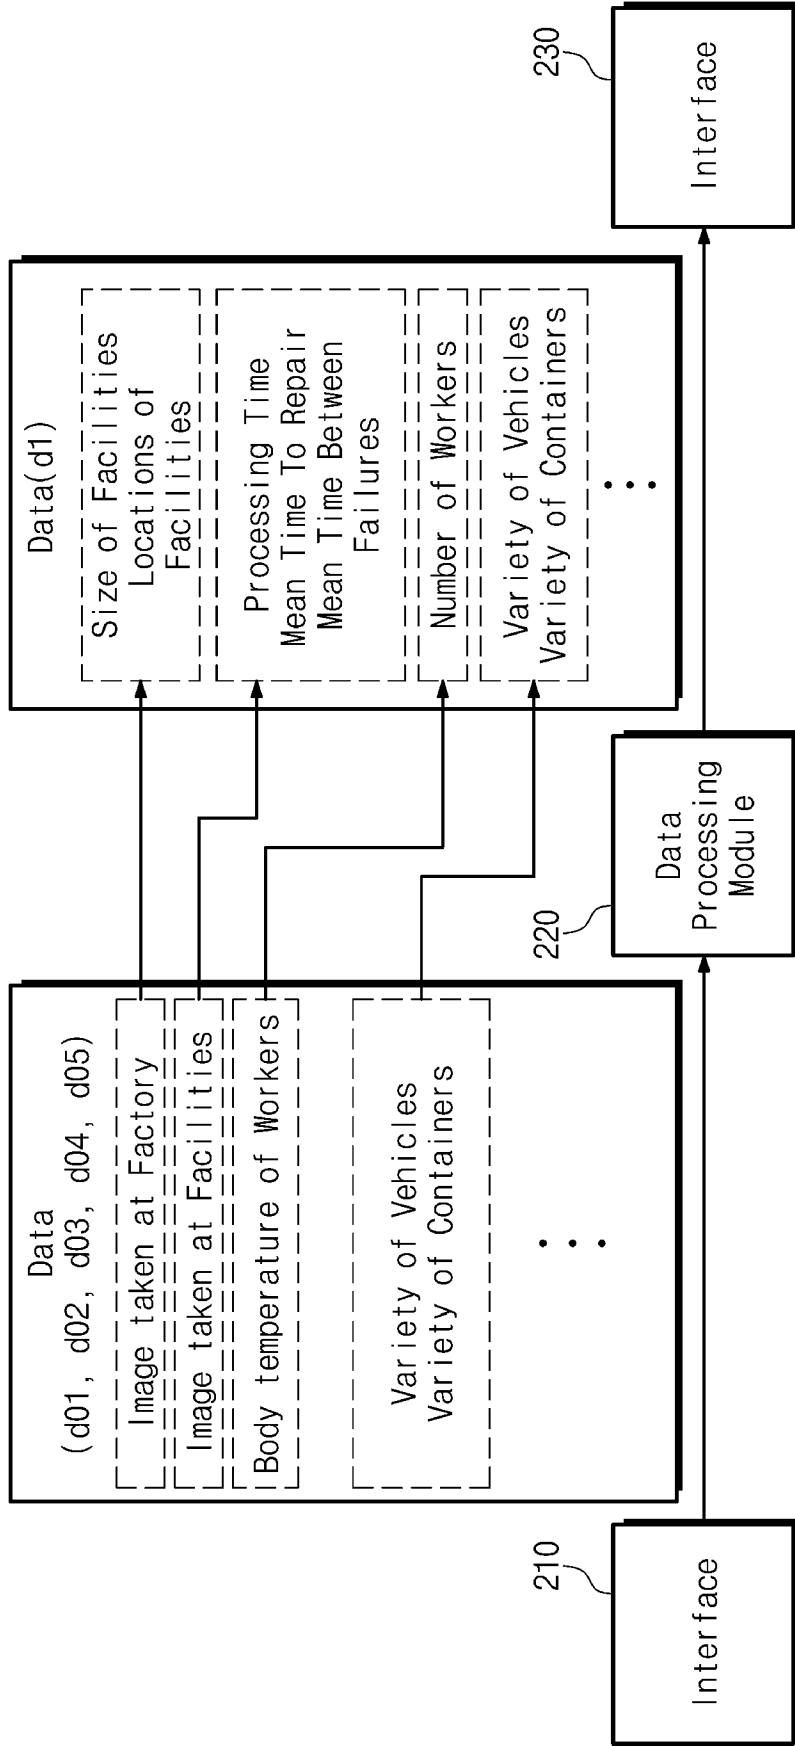 Data
(d01, d02, d03, d04, d05)
Image taken at Factory
Image taken at Facilities
Body temperature of Workers
Variety of Vehicles
Variety of Containers
• • •
Data(d1)
Size of Facilities
Locations of
Facilities
Processing Time
Mean Time To Repair
Mean Time Between
Failures
Number of Workers
Variety of Vehicles
Variety of Containers
• • •
210
Interface
220
Data
Processing
Module
230
Interface